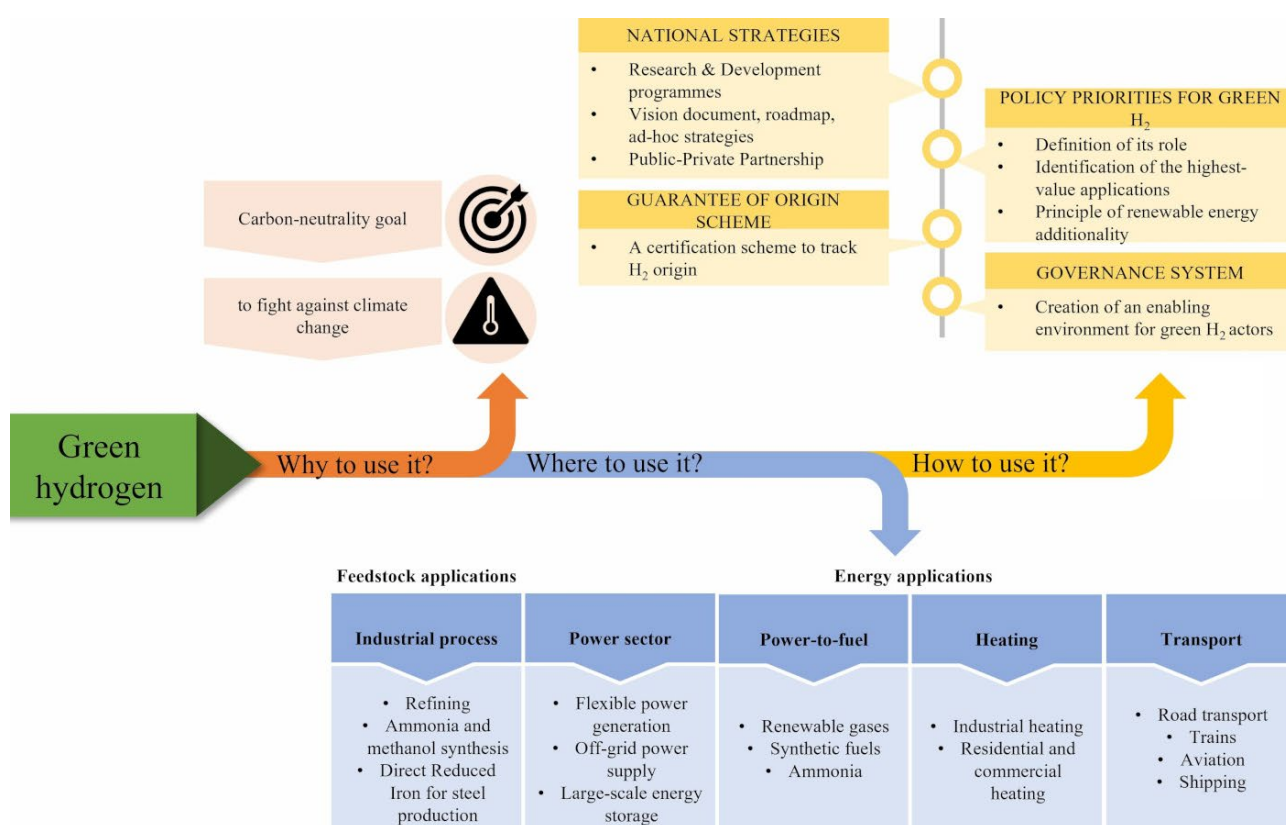 NATIONAL STRATEGIES
• Research & Development
programmes
• Vision document, roadmap,
ad-hoc strategies
• Public-Private Partnership
POLICY PRIORITIES FOR GREEN
H₂
• Definition of its role
• Identification of the highest-
value applications
• Principle of renewable energy
additionality
GUARANTEE OF ORIGIN
SCHEME
• A certification scheme to track
H₂ origin
GOVERNANCE SYSTEM
• Creation of an enabling
environment for green H₂ actors
Carbon-neutrality goal
to fight against climate
change
Green
hydrogen
Why to use it?
Where to use it?
How to use it?
Feedstock applications
Energy applications
Industrial process
• Refining
• Ammonia and
methanol synthesis
• Direct Reduced
Iron for steel
production
Power sector
• Flexible power
generation
• Off-grid power
supply
• Large-scale energy
storage
Power-to-fuel
• Renewable gases
• Synthetic fuels
• Ammonia
Heating
• Industrial heating
• Residential and
commercial
heating
Transport
• Road transport
• Trains
• Aviation
• Shipping